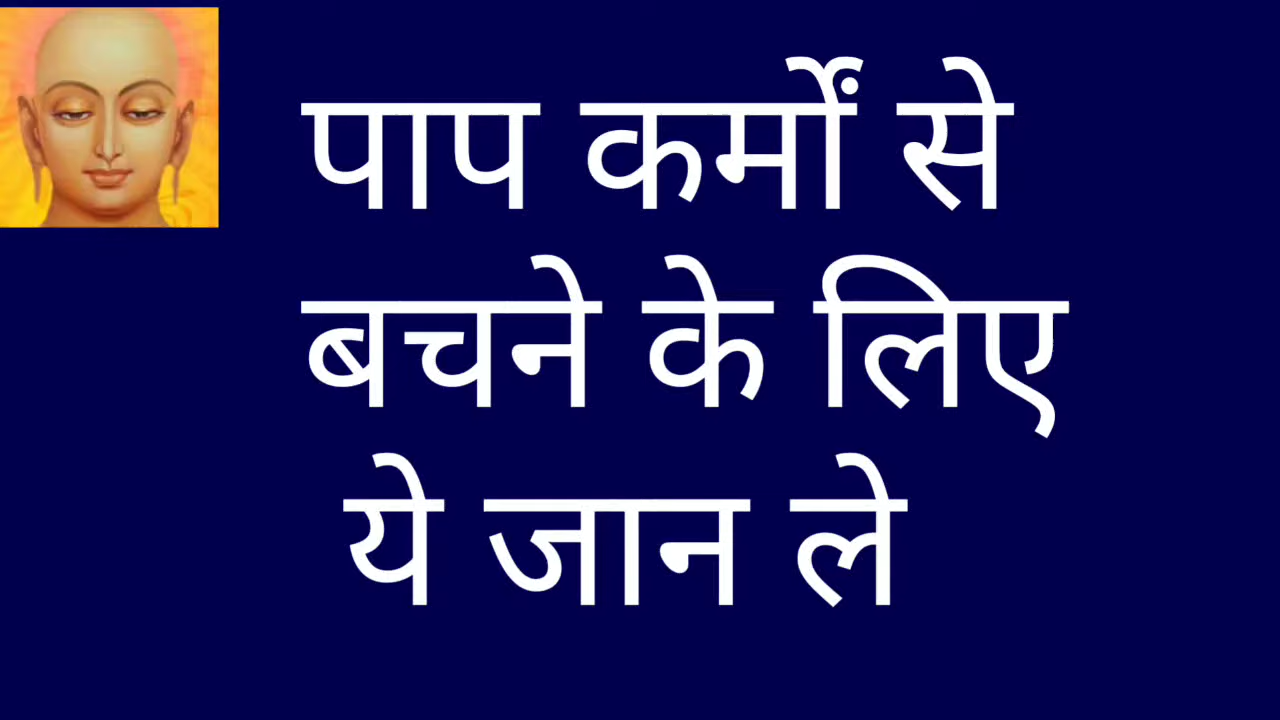 पाप कर्मों से
बचने के लिए
ये जान ले